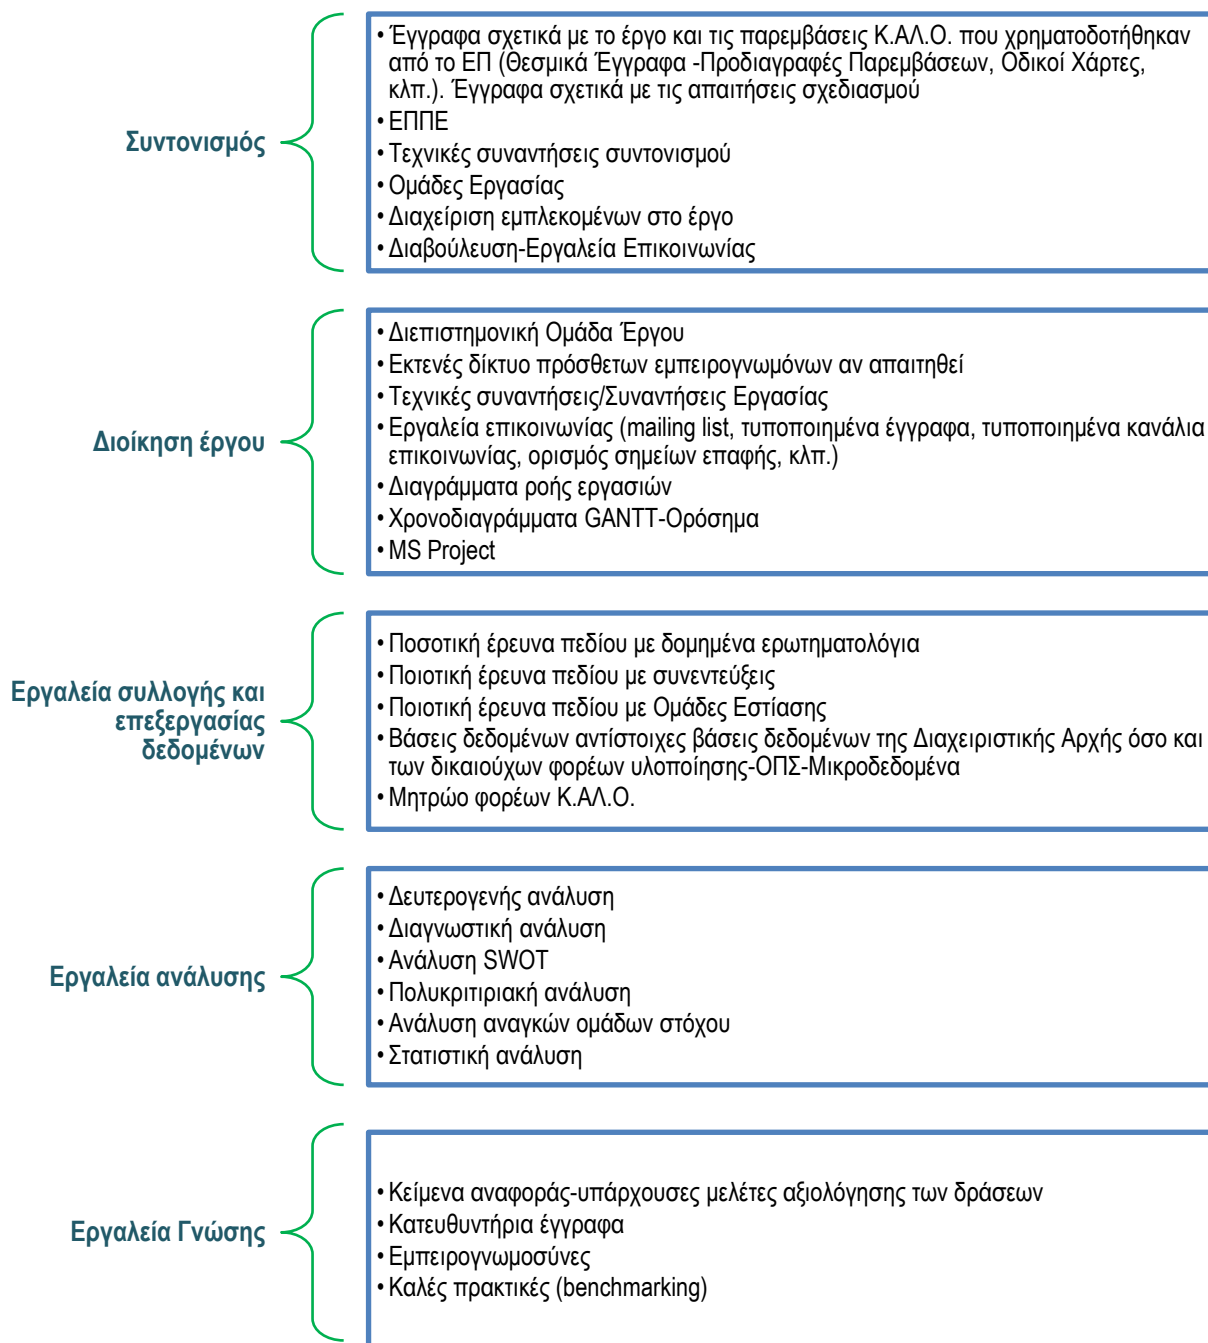 Συντονισμός
• Έγγραφα σχετικά με το έργο και τις παρεμβάσεις Κ.ΑΛ.Ο. που χρηματοδοτήθηκαν
από το ΕΠ (Θεσμικά Έγγραφα -Προδιαγραφές Παρεμβάσεων, Οδικοί Χάρτες,
κλπ.). Έγγραφα σχετικά με τις απαιτήσεις σχεδιασμού
• ΕΠΠΕ
• Τεχνικές συναντήσεις συντονισμού
• Ομάδες Εργασίας
• Διαχείριση εμπλεκομένων στο έργο
• Διαβούλευση-Εργαλεία Επικοινωνίας
Διοίκηση έργου
• Διεπιστημονική Ομάδα Έργου
• Εκτενές δίκτυο πρόσθετων εμπειρογνωμόνων αν απαιτηθεί
• Τεχνικές συναντήσεις/Συναντήσεις Εργασίας
• Εργαλεία επικοινωνίας (mailing list, τυποποιημένα έγγραφα, τυποποιημένα κανάλια
επικοινωνίας, ορισμός σημείων επαφής, κλπ.)
• Διαγράμματα ροής εργασιών
• Χρονοδιαγράμματα GANTT-Ορόσημα
• MS Project
Εργαλεία συλλογής και
επεξεργασίας
δεδομένων
• Ποσοτική έρευνα πεδίου με δομημένα ερωτηματολόγια
• Ποιοτική έρευνα πεδίου με συνεντεύξεις
• Ποιοτική έρευνα πεδίου με Ομάδες Εστίασης
• Βάσεις δεδομένων αντίστοιχες βάσεις δεδομένων της Διαχειριστικής Αρχής όσο και
των δικαιούχων φορέων υλοποίησης-ΟΠΣ-Μικροδεδομένα
• Μητρώο φορέων Κ.ΑΛ.Ο.
Εργαλεία ανάλυσης
• Δευτερογενής ανάλυση
• Διαγνωστική ανάλυση
• Ανάλυση SWOT
• Πολυκριτιριακή ανάλυση
• Ανάλυση αναγκών ομάδων στόχου
• Στατιστική ανάλυση
Εργαλεία Γνώσης
• Κείμενα αναφοράς-υπάρχουσες μελέτες αξιολόγησης των δράσεων
• Κατευθυντήρια έγγραφα
• Εμπειρογνωμοσύνες
• Καλές πρακτικές (benchmarking)